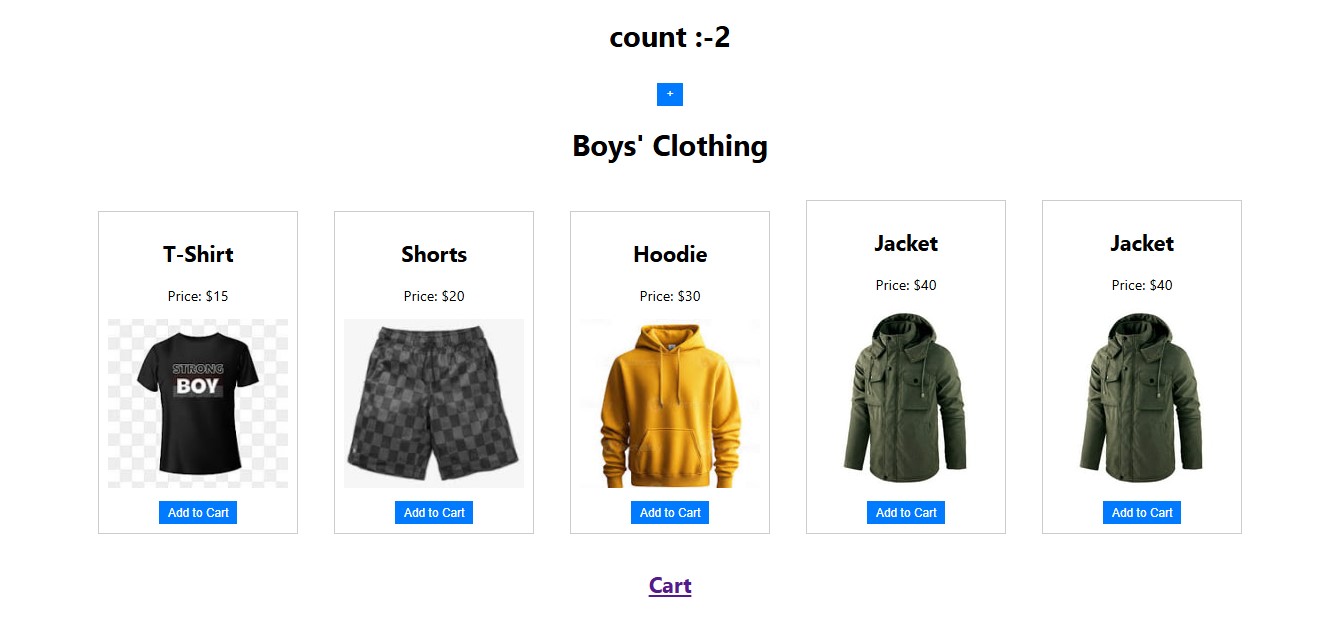 count :-2
+
Boys' Clothing
T-Shirt
Price: $15
STRONG
BOY
Add to Cart
Shorts
Price: $20
Add to Cart
Hoodie
Price: $30
Add to Cart
Jacket
Price: $40
Add to Cart
Jacket
Price: $40
Add to Cart
Cart